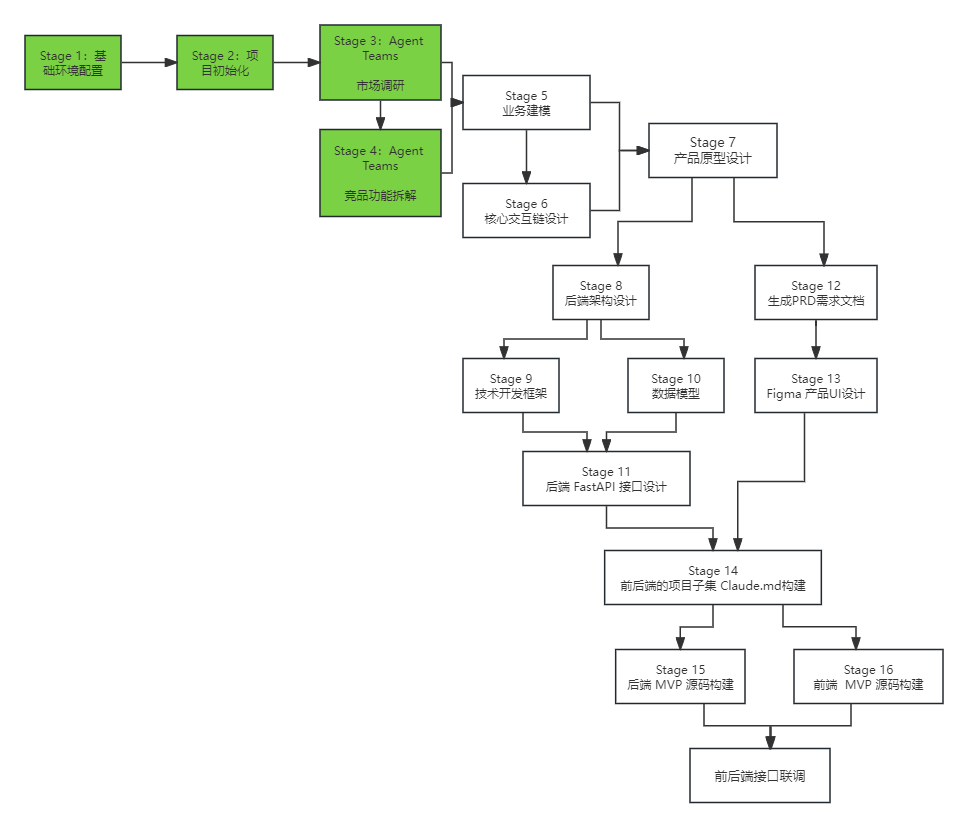 Stage 1：基
础环境配置
Stage 2：项
目初始化
Stage 3：Agent
Teams
市场调研
Stage 4：Agent
Teams
竞品功能拆解
Stage 5
业务建模
Stage 6
核心交互链设计
Stage 7
产品原型设计
Stage 8
后端架构设计
Stage 12
生成PRD需求文档
Stage 9
技术开发框架
Stage 10
数据模型
Stage 13
Figma 产品UI设计
Stage 11
后端 FastAPI 接口设计
Stage 14
前后端的项目子集 Claude.md构建
Stage 15
后端 MVP 源码构建
Stage 16
前端  MVP 源码构建
前后端接口联调